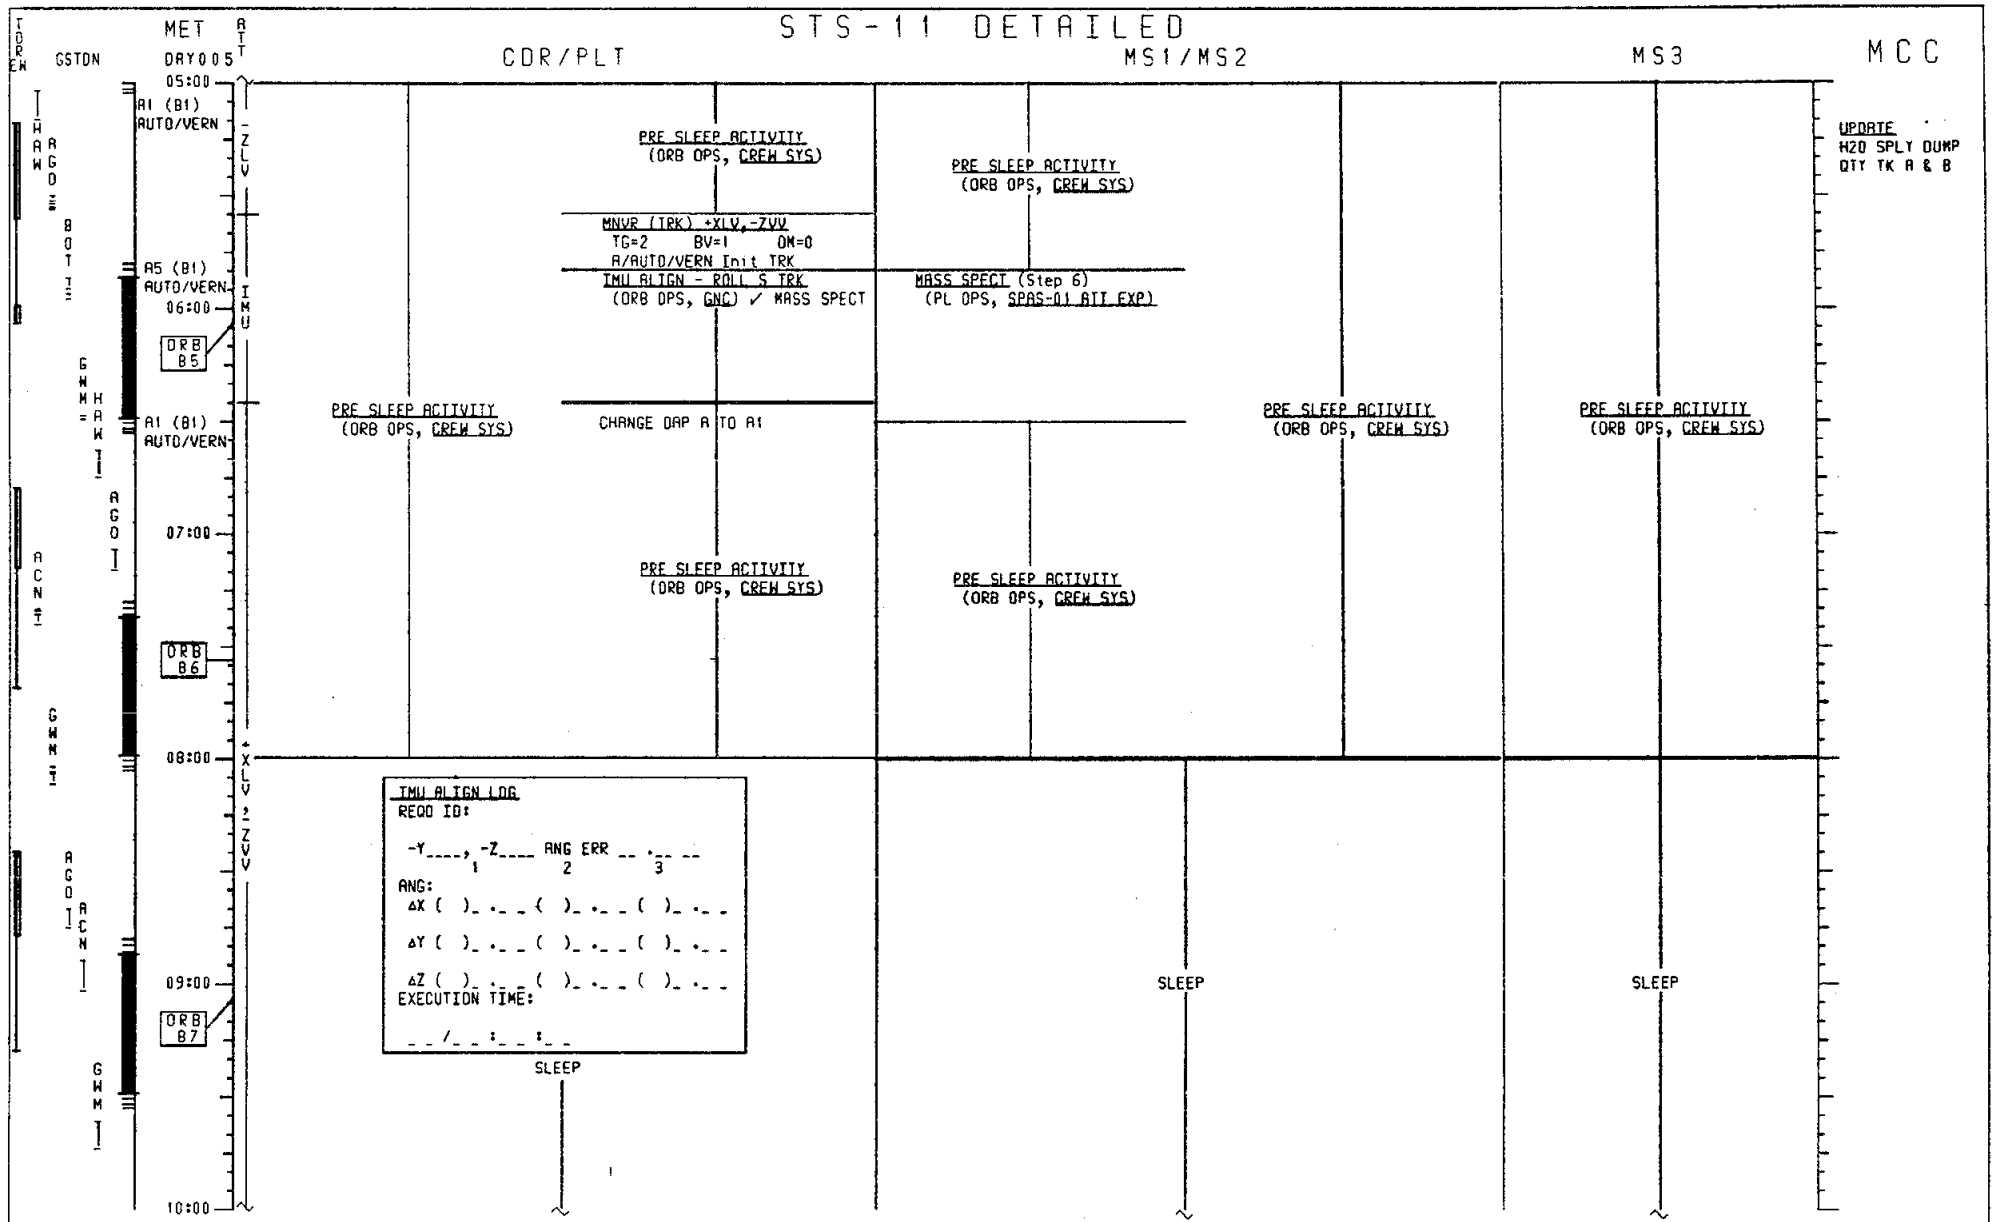 STS-11 DETAILED
TDRE
EW
GSTDN
MET
DAY005
ATT
CDR/PLT
MS1/MS2
MS3
MCC
05:00
A1 (B1)
AUTO/VERN
HAW
AGO
BOT
-ZLV
PRE SLEEP ACTIVITY
(ORB OPS, CREW SYS)
PRE SLEEP ACTIVITY
(ORB OPS, CREW SYS)
UPDATE
H2O SPLY DUMP
QTY TK A & B
MNVR (TRK) +XLV,-ZVV
TG=2 BV=1 OM=0
A/AUTO/VERN Init TRK
A5 (B1)
AUTO/VERN
IMU
IMU ALIGN - ROLL S TRK
(ORB OPS, GNC) ✓ MASS SPECT
MASS SPECT (Step 6)
(PL OPS, SPAS-01 ATT EXP)
06:00
ORB
85
GWM
HAW
A1 (B1)
AUTO/VERN
PRE SLEEP ACTIVITY
(ORB OPS, CREW SYS)
CHANGE DAP A TO A1
PRE SLEEP ACTIVITY
(ORB OPS, CREW SYS)
PRE SLEEP ACTIVITY
(ORB OPS, CREW SYS)
AGO
07:00
ACN
PRE SLEEP ACTIVITY
(ORB OPS, CREW SYS)
PRE SLEEP ACTIVITY
(ORB OPS, CREW SYS)
ORB
86
GWM
08:00
+XLV,-ZVV
IMU ALIGN LOG
REQD ID:
-Y____, -Z____ ANG ERR __ .__ __
1 2 3
ANG:
ΔX ( )_ ._ _ ( )_ ._ _ ( )_ ._ _
ΔY ( )_ ._ _ ( )_ ._ _ ( )_ ._ _
ΔZ ( )_ ._ _ ( )_ ._ _ ( )_ ._ _
EXECUTION TIME:
_ _ /_ _ :_ _ :_ _
AGO
ACN
09:00
ORB
87
SLEEP
SLEEP
SLEEP
GWM
10:00